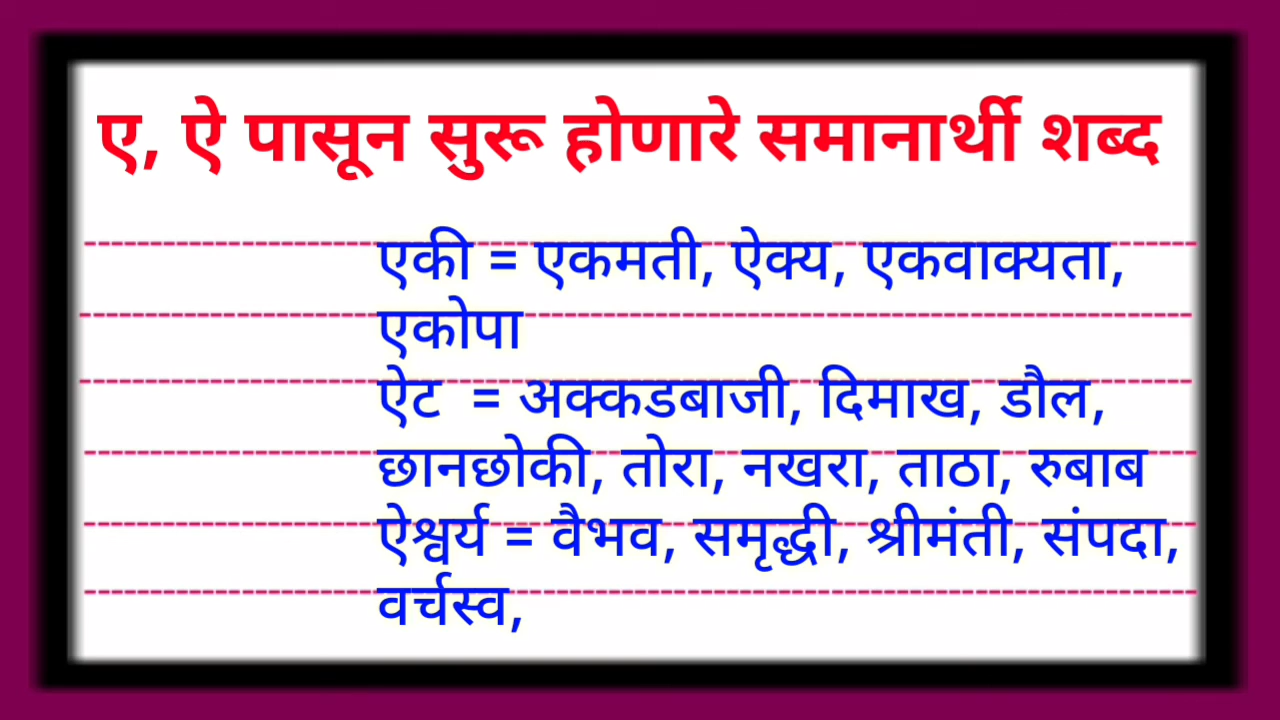 ए, ऐ पासून सुरू होणारे समानार्थी शब्द
एकी = एकमती, ऐक्य, एकवाक्यता,
एकोपा
ऐट = अक्कडबाजी, दिमाख, डौल,
छानछोकी, तोरा, नखरा, ताठा, रुबाब
ऐश्वर्य = वैभव, समृद्धी, श्रीमंती, संपदा,
वर्चस्व,